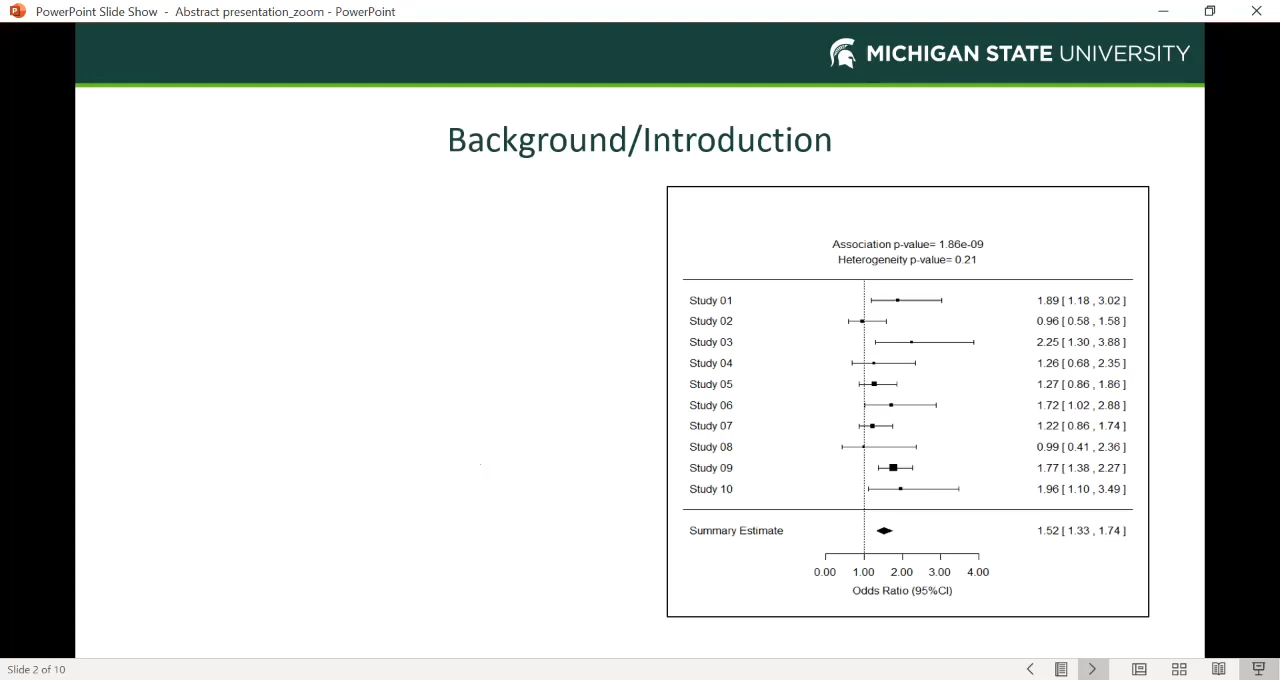 PowerPoint Slide Show - Abstract presentation_zoom - PowerPoint
MICHIGAN STATE UNIVERSITY
Background/Introduction
Association p-value= 1.86e-09
Heterogeneity p-value= 0.21
Study 01 1.89 [ 1.18 , 3.02 ]
Study 02 0.96 [ 0.58 , 1.58 ]
Study 03 2.25 [ 1.30 , 3.88 ]
Study 04 1.26 [ 0.68 , 2.35 ]
Study 05 1.27 [ 0.86 , 1.86 ]
Study 06 1.72 [ 1.02 , 2.88 ]
Study 07 1.22 [ 0.86 , 1.74 ]
Study 08 0.99 [ 0.41 , 2.36 ]
Study 09 1.77 [ 1.38 , 2.27 ]
Study 10 1.96 [ 1.10 , 3.49 ]
Summary Estimate 1.52 [ 1.33 , 1.74 ]
0.00 1.00 2.00 3.00 4.00
Odds Ratio (95%CI)
Slide 2 of 10